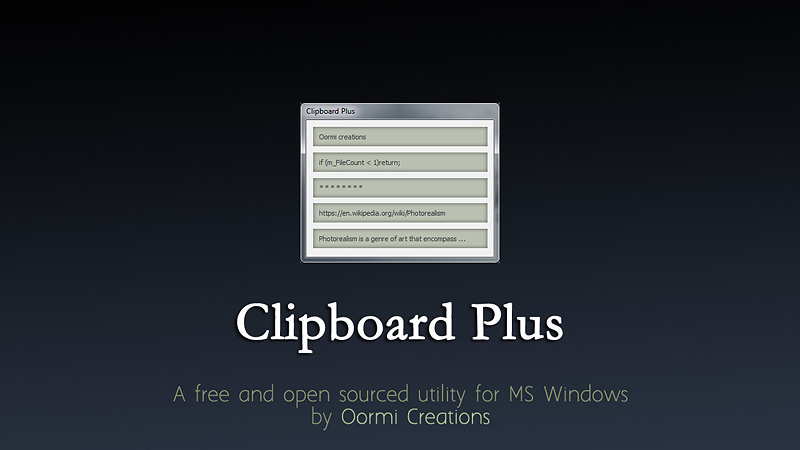 Clipboard Plus
Oormi creations
if (m_FileCount < 1)return;
********
https://en.wikipedia.org/wiki/Photorealism
Photorealism is a genre of art that encompass ...
Clipboard Plus
A free and open sourced utility for MS Windows
by Oormi Creations